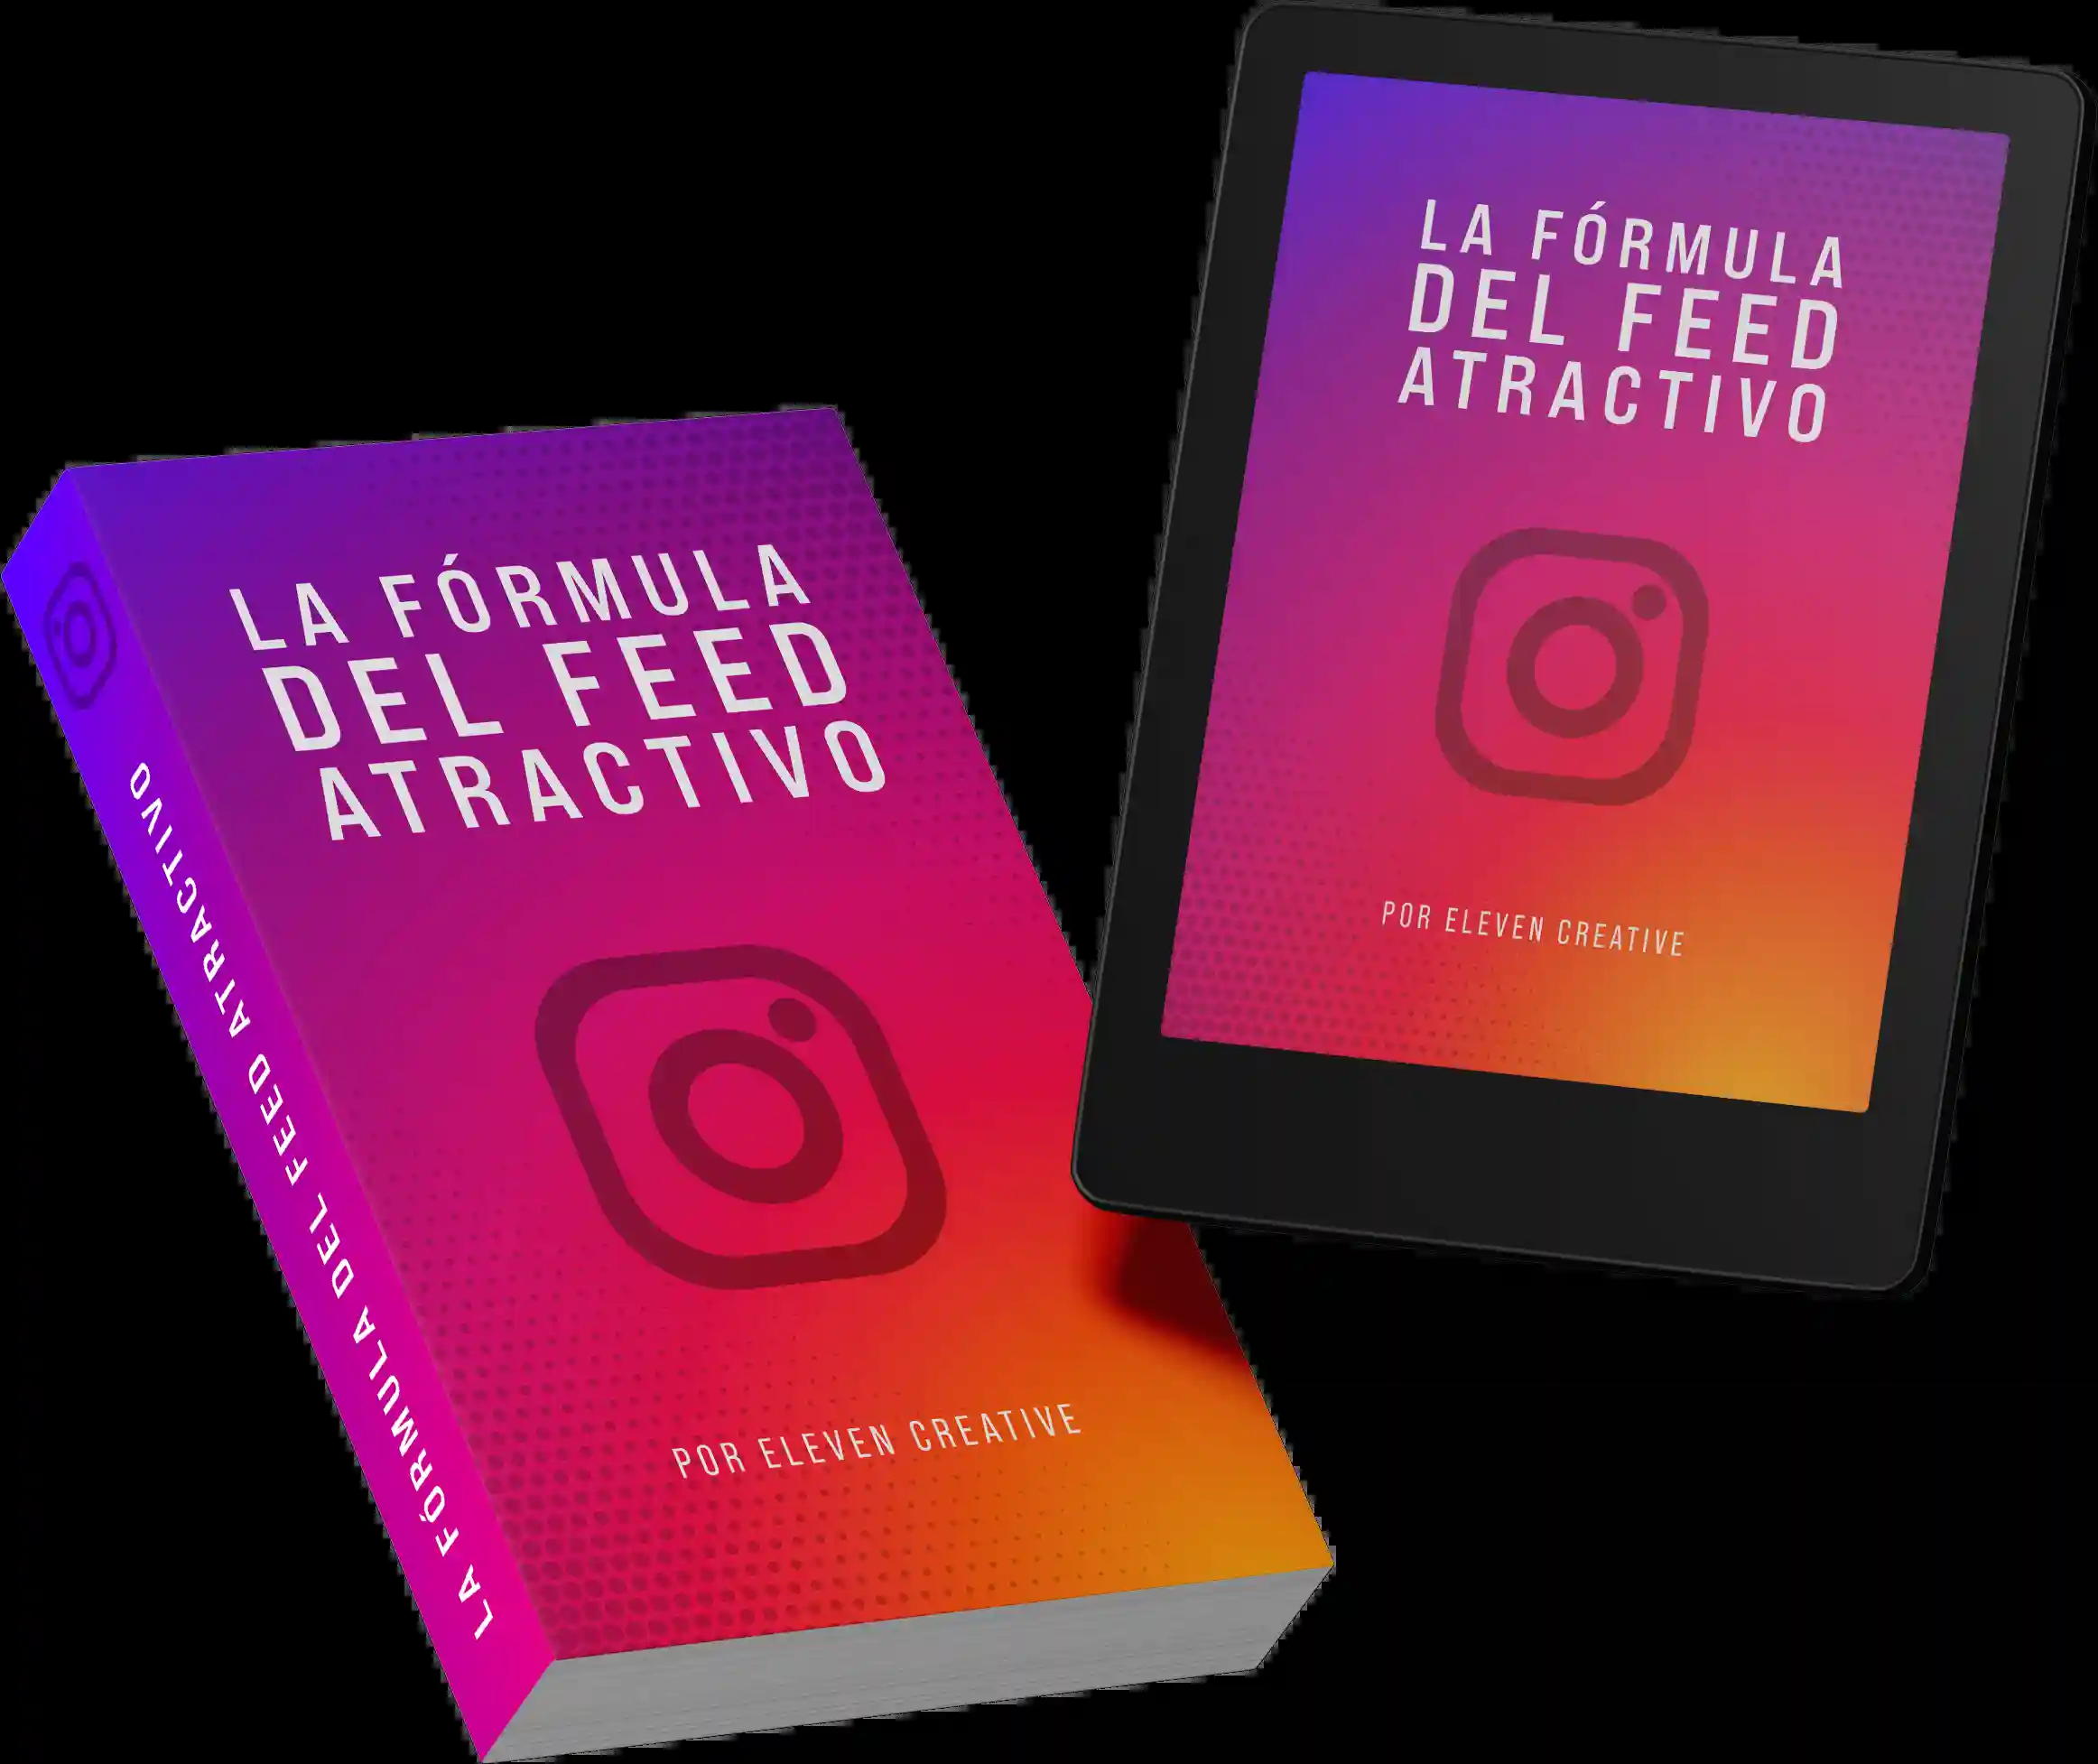 LA FÓRMULA
DEL FEED
ATRACTIVO
POR ELEVEN CREATIVE
LA FÓRMULA DEL FEED ATRACTIVO
LA FÓRMULA
DEL FEED
ATRACTIVO
POR ELEVEN CREATIVE